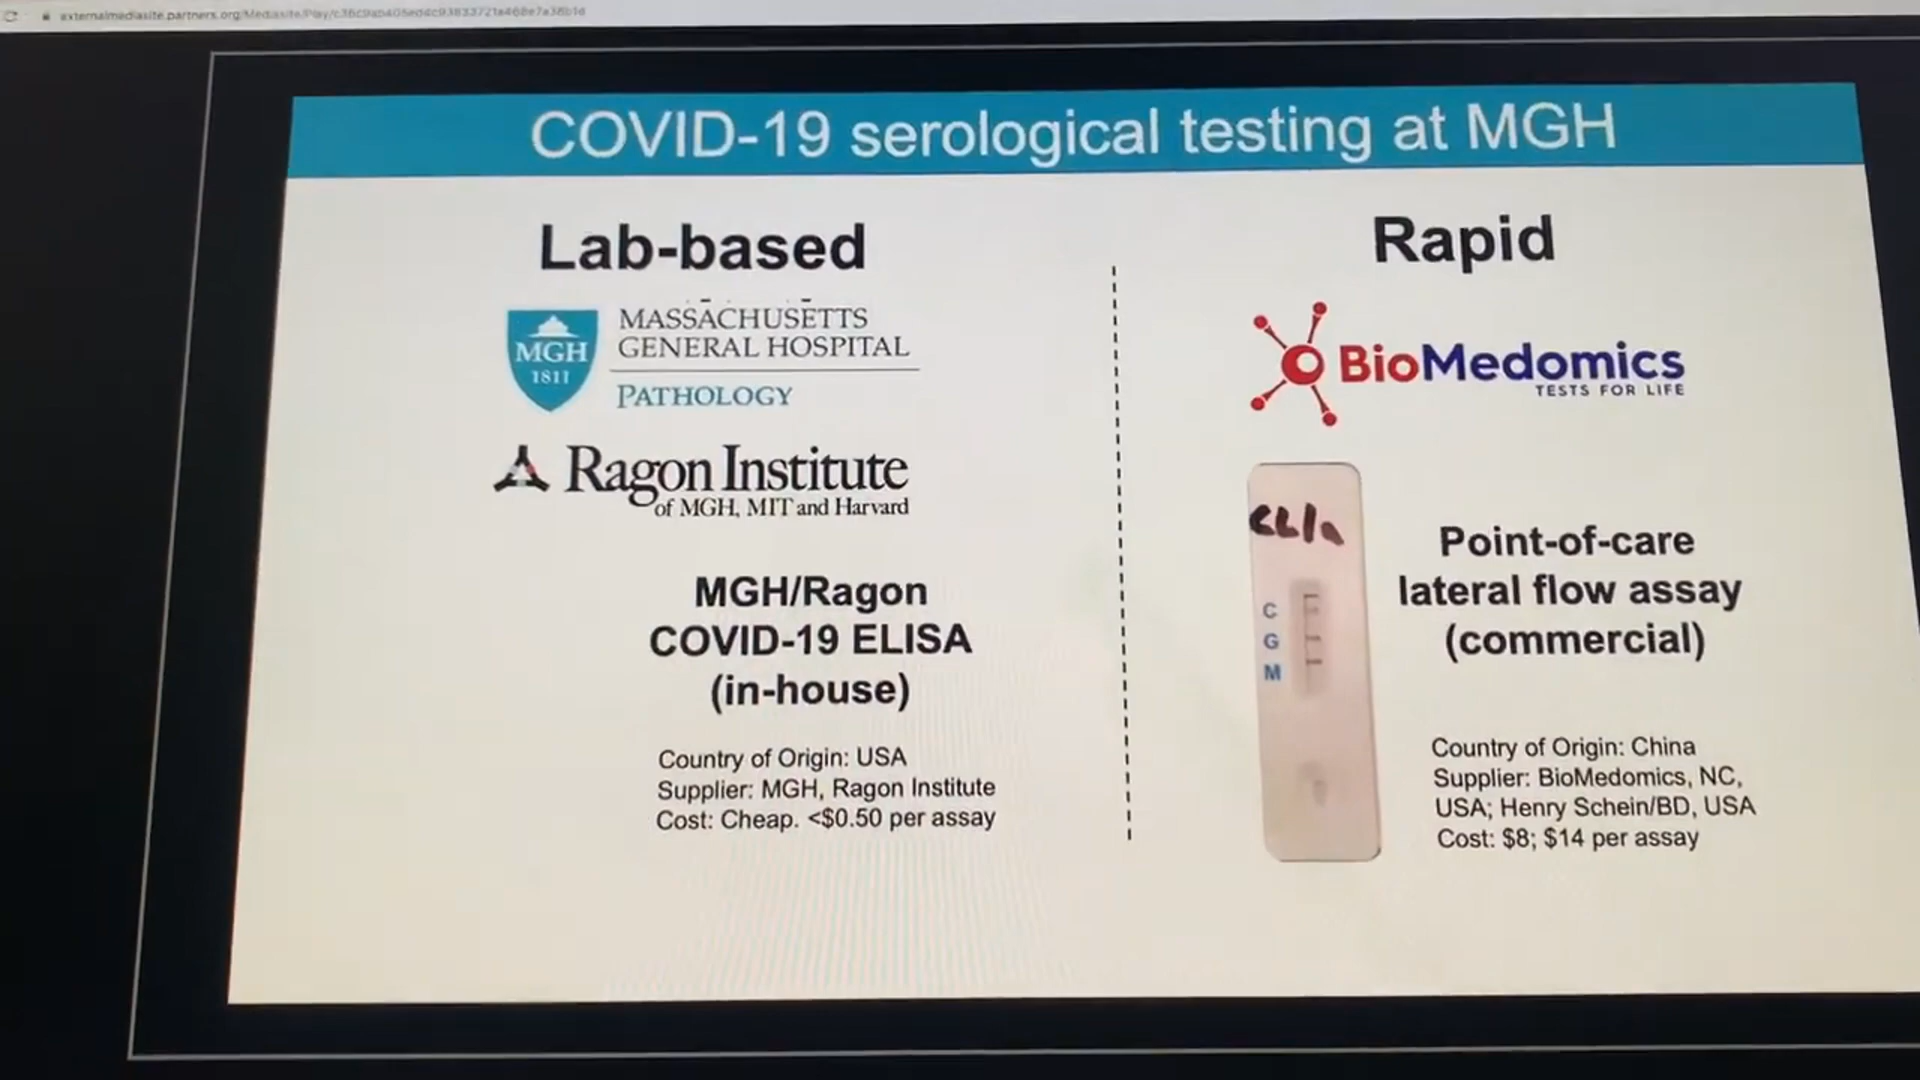 COVID-19 serological testing at MGH
Lab-based
MGH
1811
MASSACHUSETTS
GENERAL HOSPITAL
PATHOLOGY
Ragon Institute
of MGH, MIT and Harvard
MGH/Ragon
COVID-19 ELISA
(in-house)
Country of Origin: USA
Supplier: MGH, Ragon Institute
Cost: Cheap. <$0.50 per assay
Rapid
BioMedomics
TESTS FOR LIFE
C
G
M
Point-of-care
lateral flow assay
(commercial)
Country of Origin: China
Supplier: BioMedomics, NC,
USA; Henry Schein/BD, USA
Cost: $8; $14 per assay